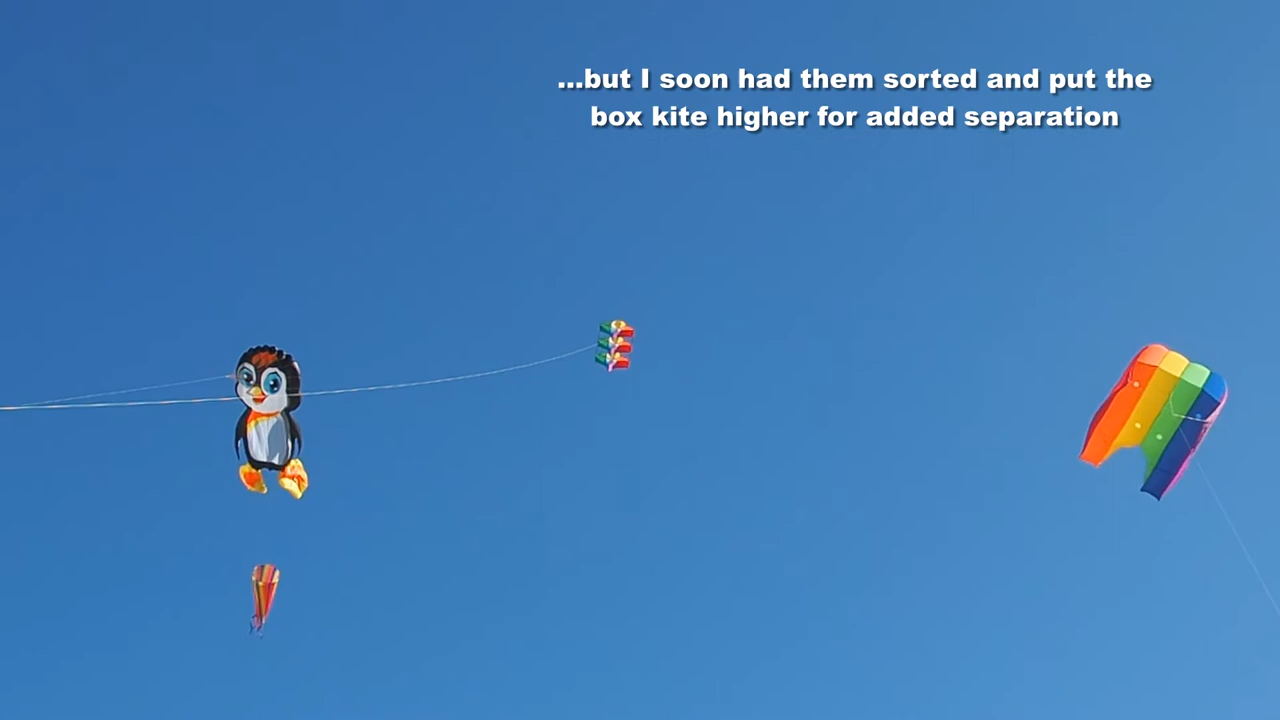 ...but I soon had them sorted and put the
box kite higher for added separation